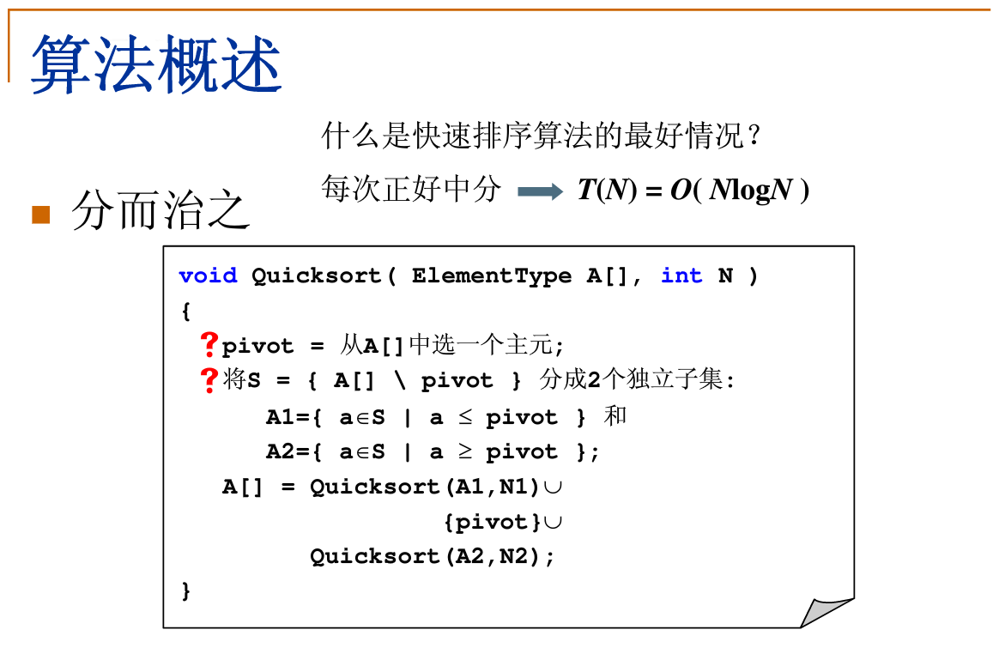 算法概述
什么是快速排序算法的最好情况?
每次正好中分 T(N) = O( NlogN )
分而治之
void Quicksort( ElementType A[], int N )
{
?pivot = 从A[]中选一个主元;
?将S = { A[] \ pivot } 分成2个独立子集:
A1={ a∈S | a ≤ pivot } 和
A2={ a∈S | a ≥ pivot };
A[] = Quicksort(A1,N1)∪
{pivot}∪
Quicksort(A2,N2);
}